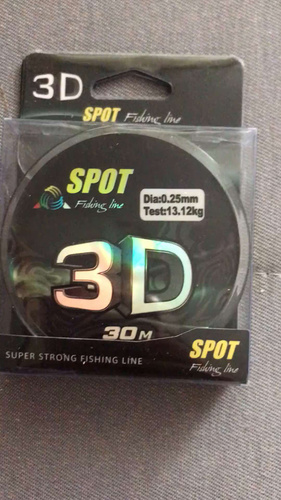 3D
SPOT Fishing line
SPOT
Fishing line
Dia:0.25mm
Test:13.12kg
3D
30M
SUPER STRONG FISHING LINE
SPOT
Fishing line